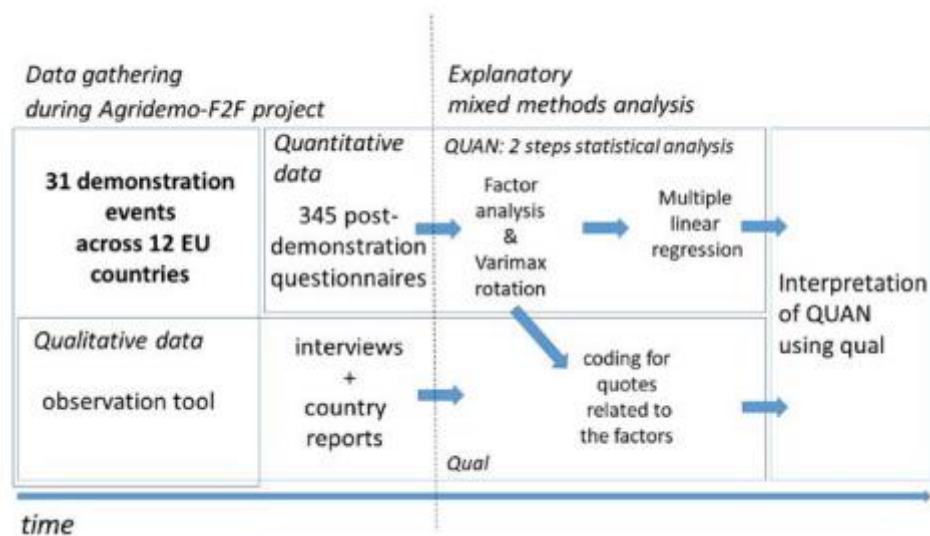 Data gathering
during Agridemo-F2F project
Explanatory
mixed methods analysis
31 demonstration
events
across 12 EU
countries
Quantitative
data
345 post-
demonstration
questionnaires
QUAN: 2 steps statistical analysis
Factor
analysis
&
Varimax
rotation
Multiple
linear
regression
Interpretation
of QUAN
using qual
Qualitative data
observation tool
interviews
+
country
reports
coding for
quotes
related to
the factors
Qual
time